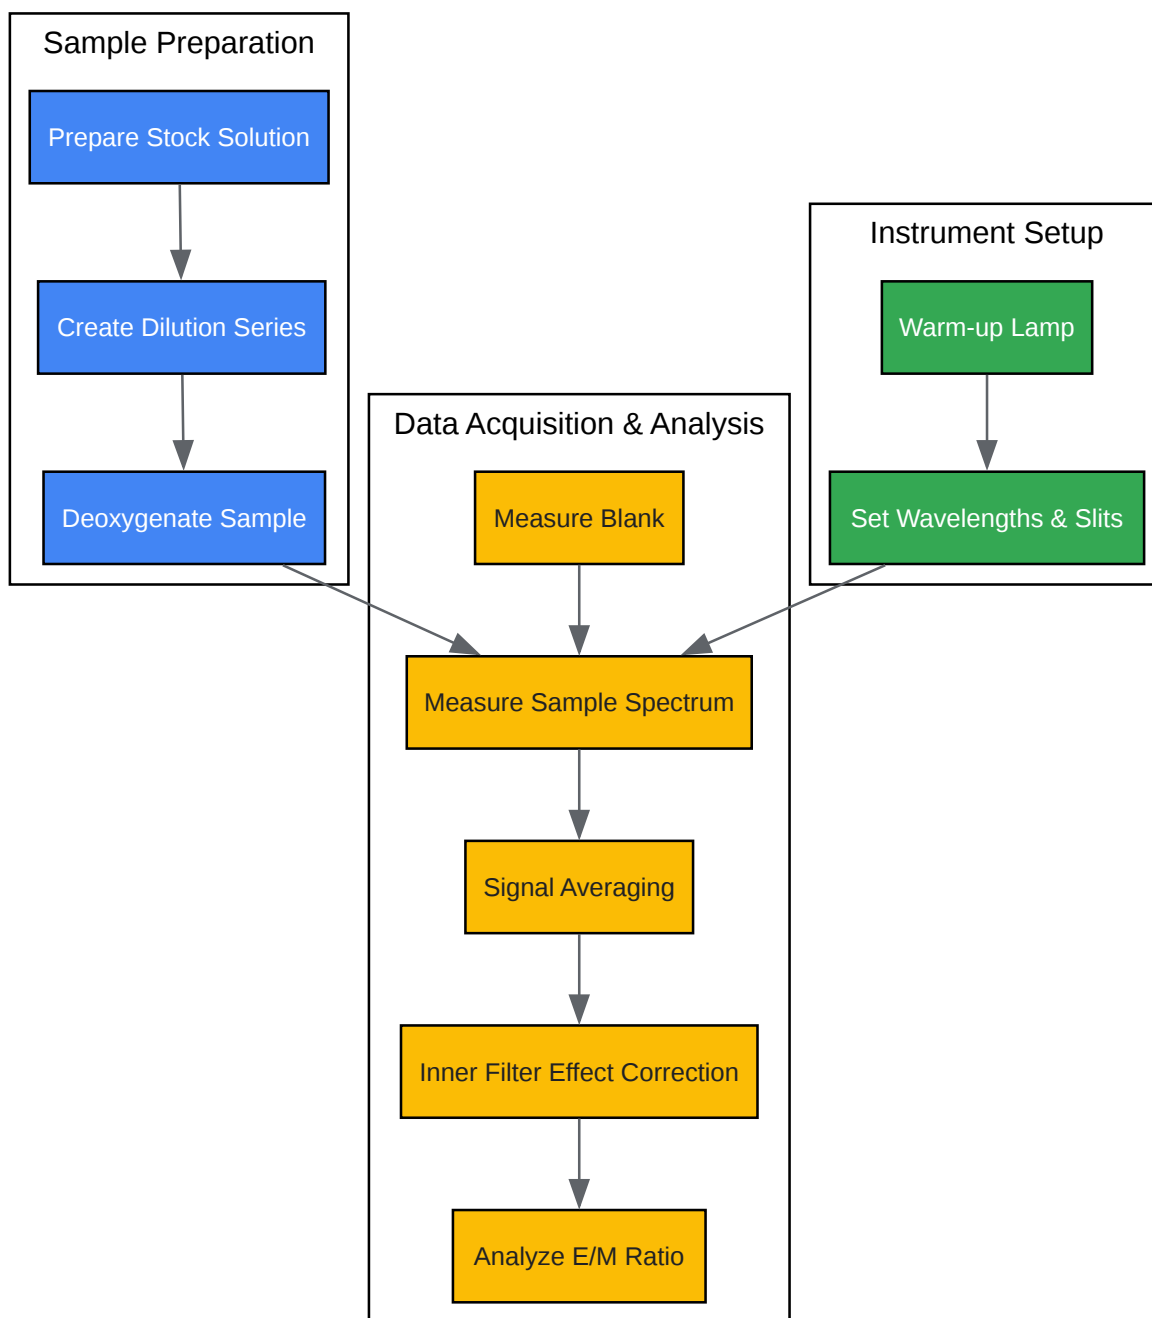 Sample Preparation
Prepare Stock Solution
Create Dilution Series
Deoxygenate Sample
Instrument Setup
Warm-up Lamp
Set Wavelengths & Slits
Data Acquisition & Analysis
Measure Blank
Measure Sample Spectrum
Signal Averaging
Inner Filter Effect Correction
Analyze E/M Ratio